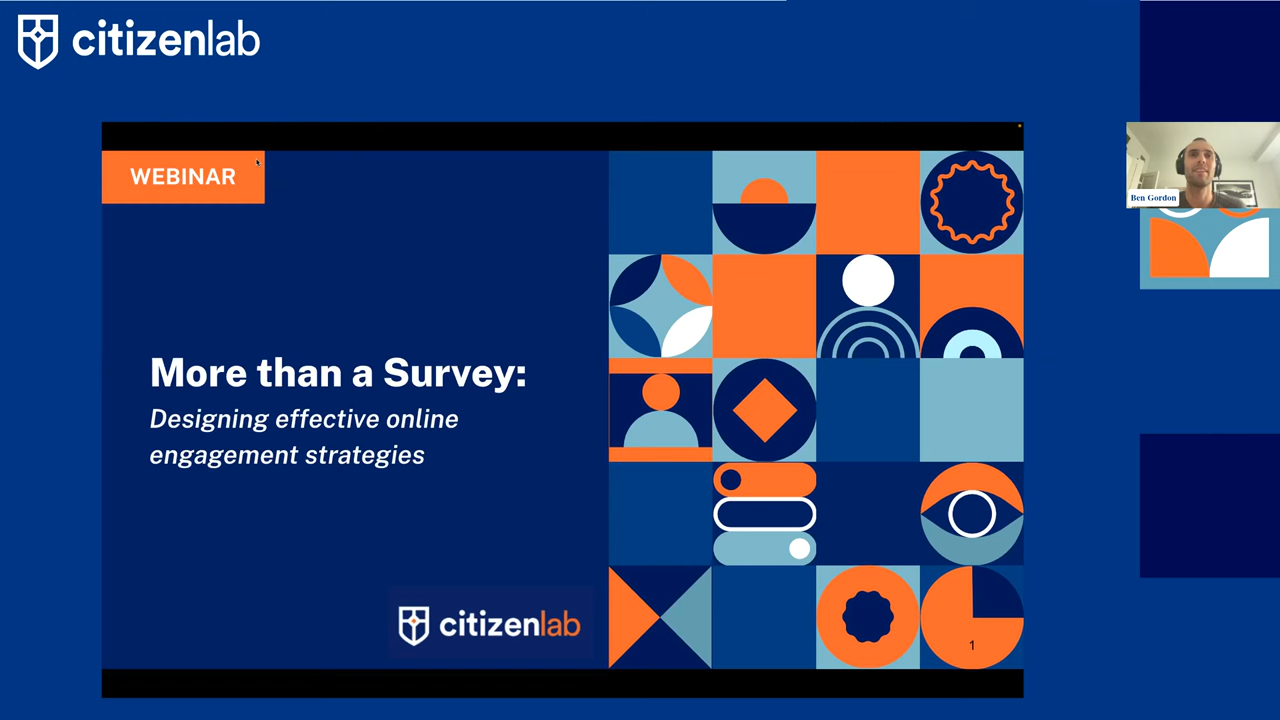 citizenlab
WEBINAR
Ben Gordon
More than a Survey:
Designing effective online
engagement strategies
citizenlab
1